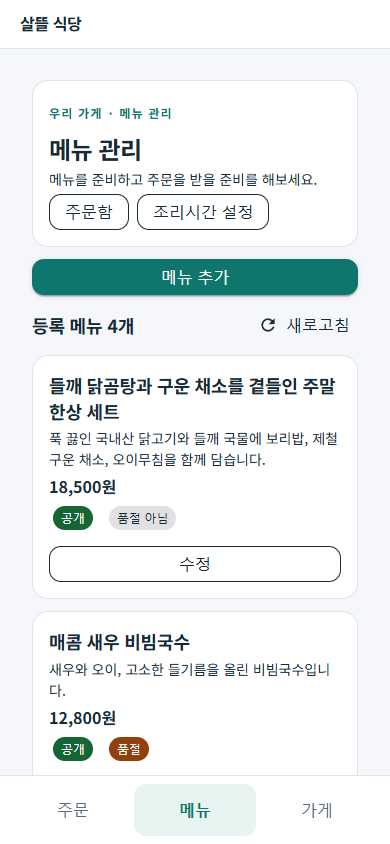 살뜰 식당
우리 가게 · 메뉴 관리
메뉴 관리
메뉴를 준비하고 주문을 받을 준비를 해보세요.
주문함 조리시간 설정
메뉴 추가
등록 메뉴 4개 새로고침
들깨 닭곰탕과 구운 채소를 곁들인 주말
한상 세트
푹 끓인 국내산 닭고기와 들깨 국물에 보리밥, 제철
구운 채소, 오이무침을 함께 담습니다.
18,500원
공개 품절 아님
수정
매콤 새우 비빔국수
새우와 오이, 고소한 들기름을 올린 비빔국수입니
다.
12,800원
공개 품절
주문 메뉴 가게